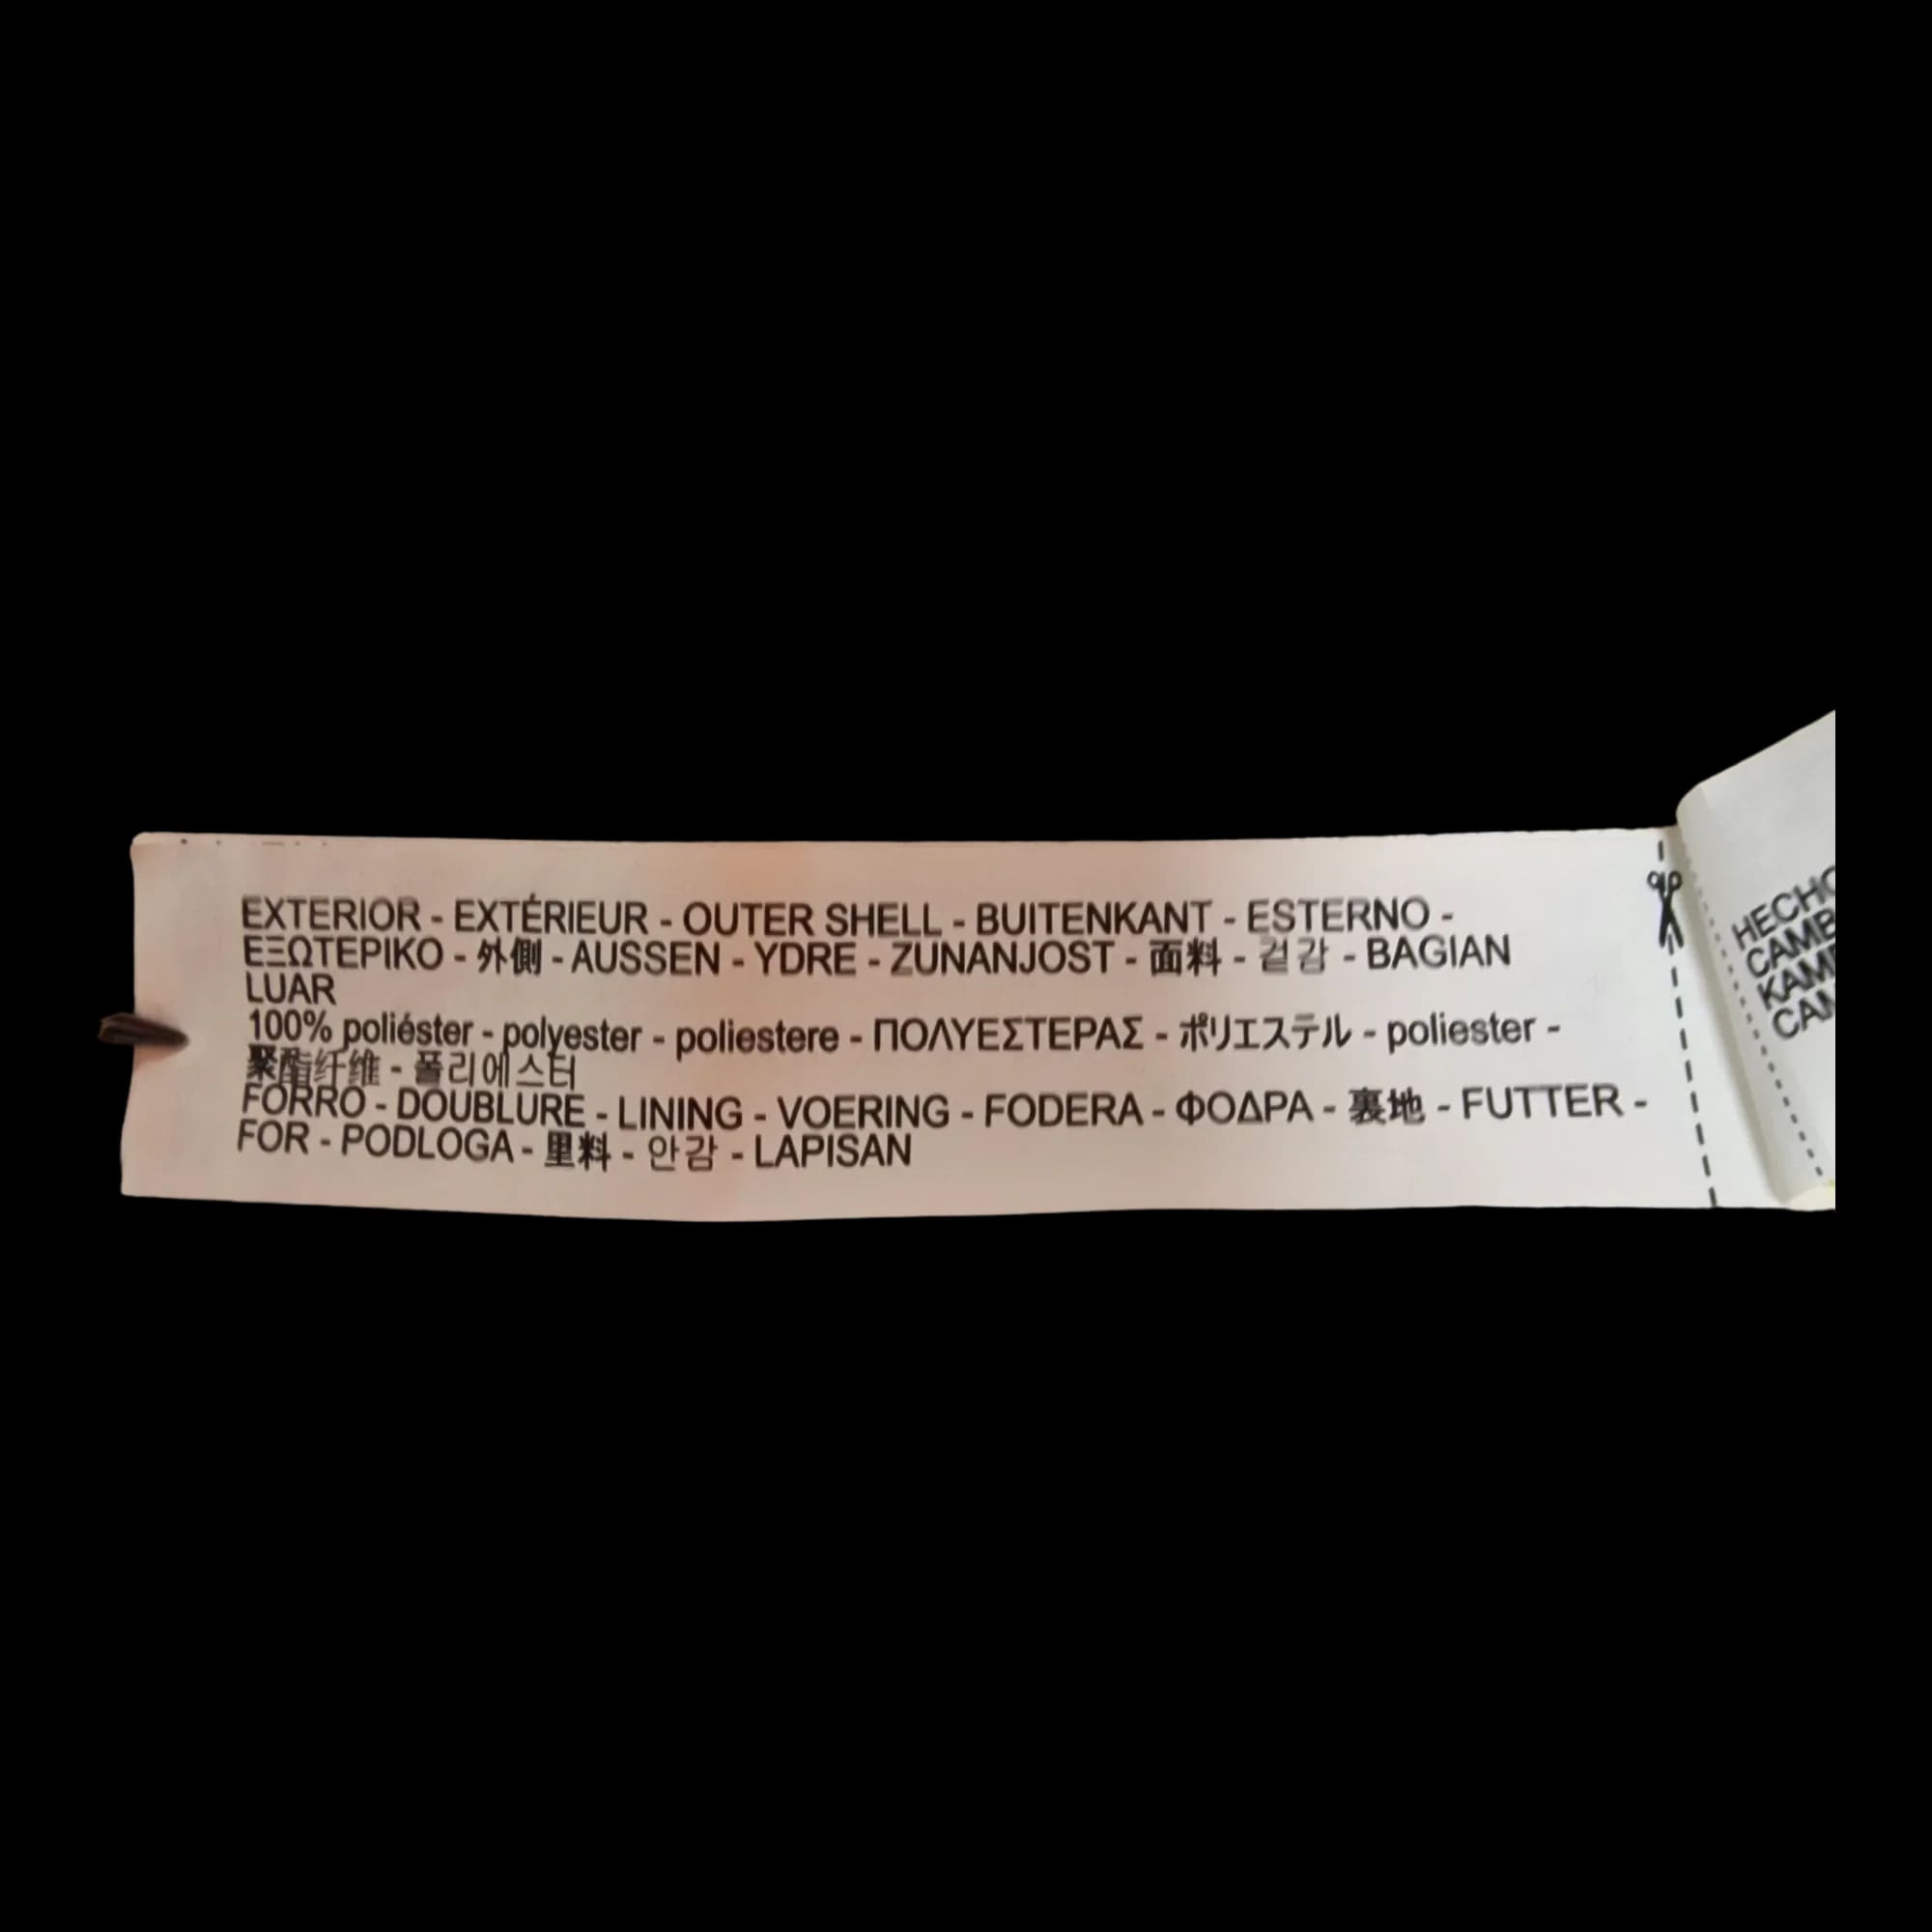 EXTERIOR - EXTÉRIEUR - OUTER SHELL - BUITENKANT - ESTERNO -
ΕΞΩΤΕΡΙΚΟ - 外側 - AUSSEN - YDRE - ZUNANJOST - 面料 - 겉감 - BAGIAN
LUAR
100% poliéster - polyester - poliestere - ΠΟΛΥΕΣΤΕΡΑΣ - ポリエステル - poliester -
聚酯纤维 - 폴리에스터
FORRO - DOUBLURE - LINING - VOERING - FODERA - ΦΟΔΡΑ - 裏地 - FUTTER -
FOR - PODLOGA - 里料 - 안감 - LAPISAN
HECHO